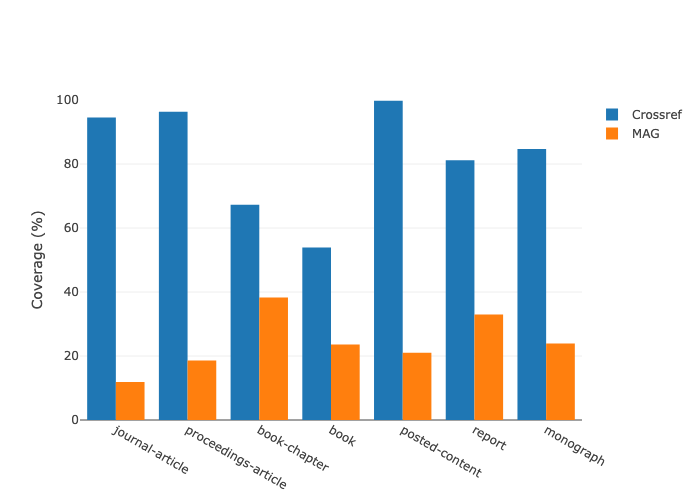 100
80
60
40
20
0
Coverage (%)
journal-article
proceedings-article
book-chapter
book
posted-content
report
monograph
Crossref
MAG